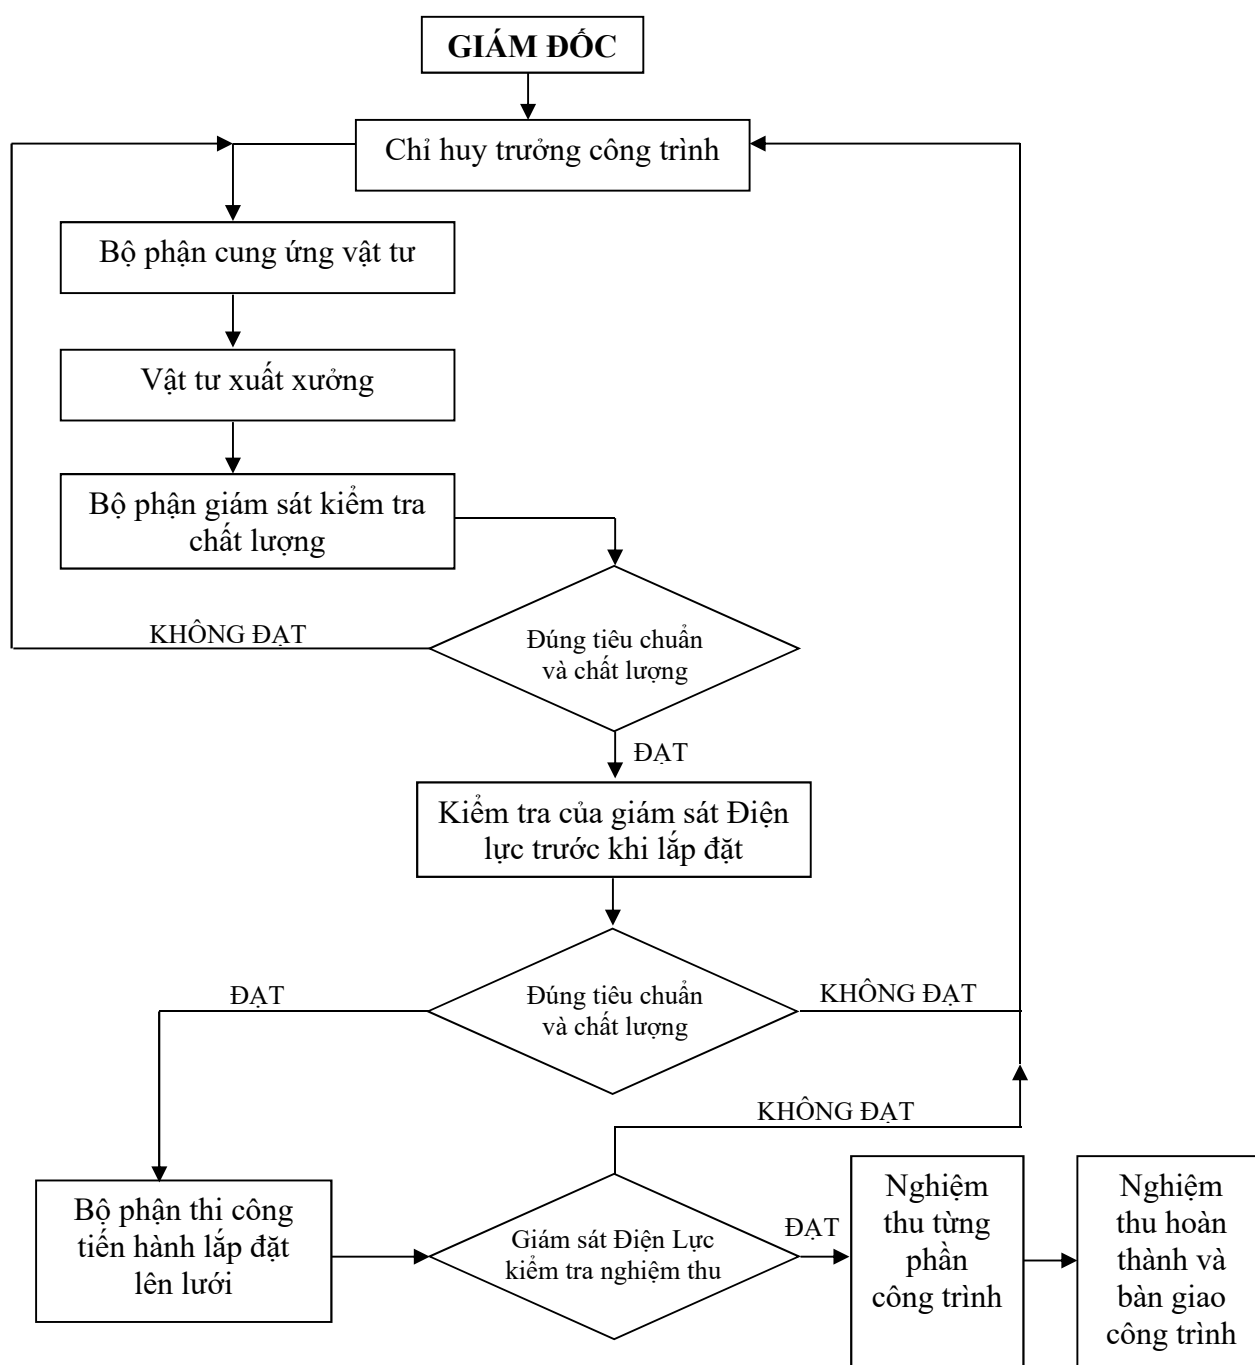 GIÁM ĐỐC
Chỉ huy trưởng công trình
Bộ phận cung ứng vật tư
Vật tư xuất xưởng
Bộ phận giám sát kiểm tra
chất lượng
KHÔNG ĐẠT
Đúng tiêu chuẩn
và chất lượng
ĐẠT
Kiểm tra của giám sát Điện
lực trước khi lắp đặt
ĐẠT
Đúng tiêu chuẩn
và chất lượng
KHÔNG ĐẠT
KHÔNG ĐẠT
Bộ phận thi công
tiến hành lắp đặt
lên lưới
Giám sát Điện Lực
kiểm tra nghiệm thu
ĐẠT
Nghiệm
thu từng
phần
công trình
Nghiệm
thu hoàn
thành và
bàn giao
công trình